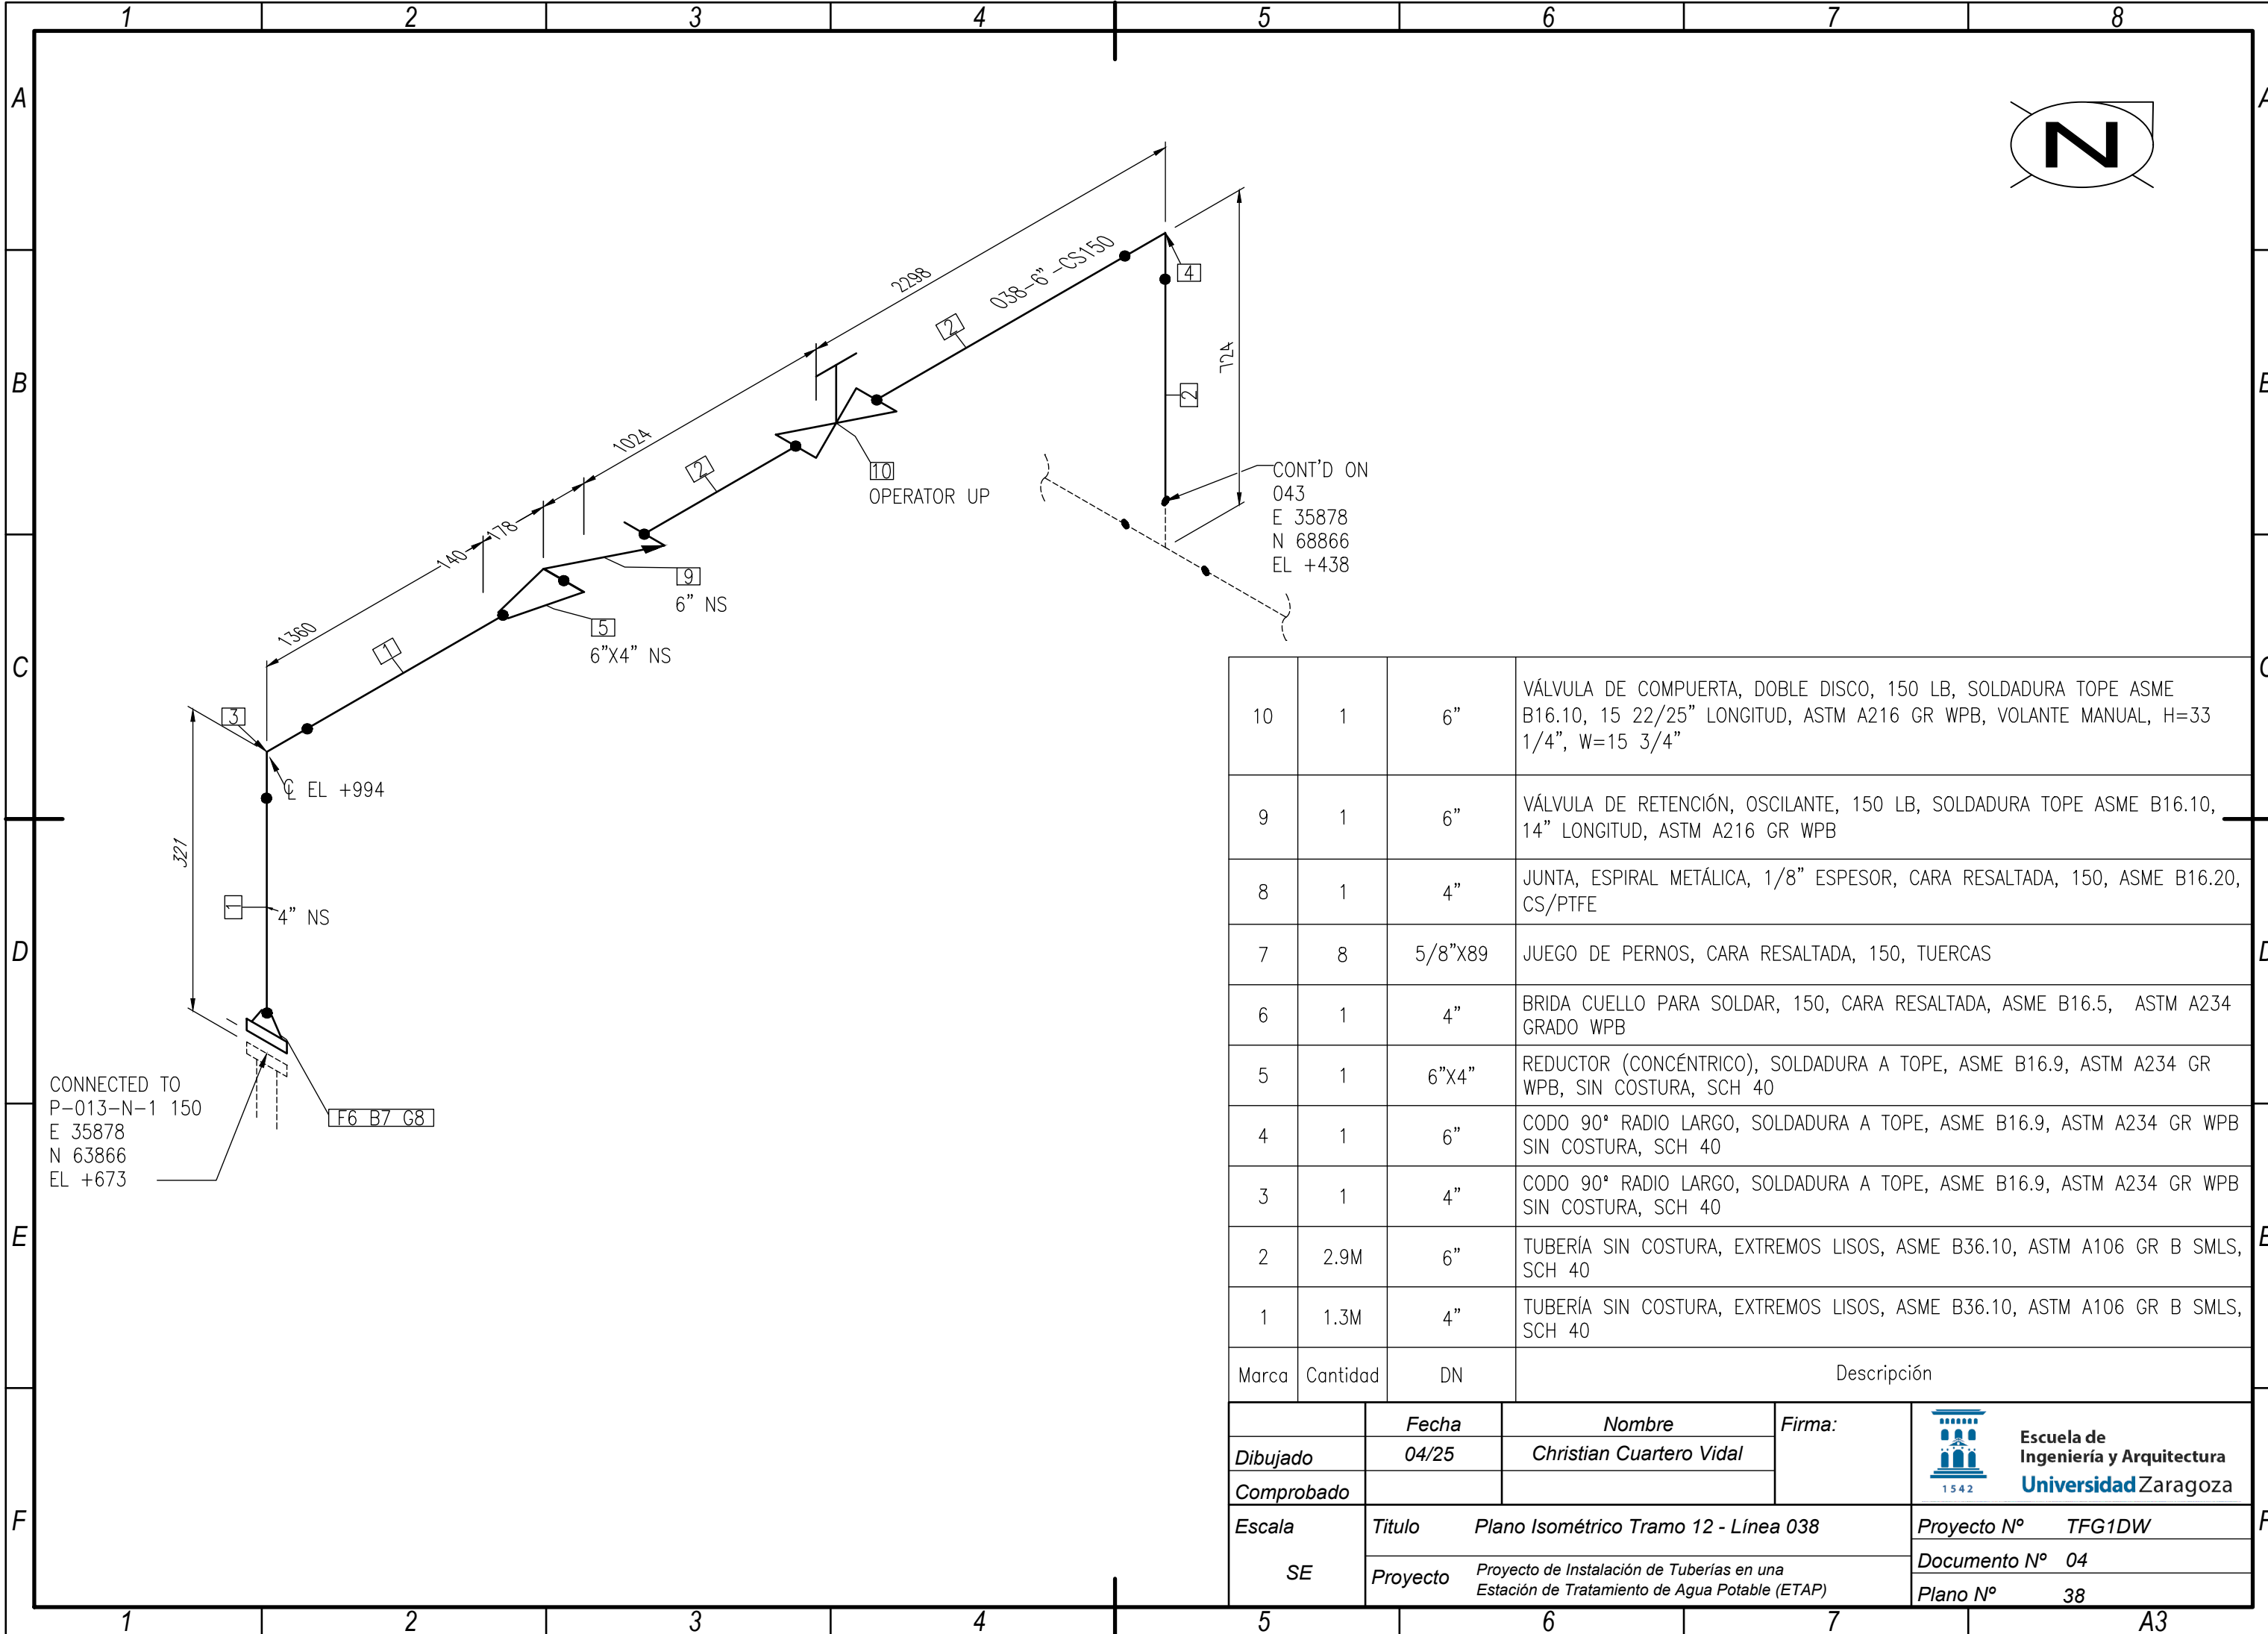 1 2 3 4 5 6 7 8
A
A
N
2298
038-6"-CS150
4
2
724
B
B
2
1024
2
10
OPERATOR UP
CONT'D ON
043
E 35878
N 68866
EL +438
178
140
9
6" NS
5
6"X4" NS
1360
1
C
C
3
℄ EL +994
321
1
4" NS
D
D
CONNECTED TO
P-013-N-1 150
E 35878
N 63866
EL +673
F6 B7 G8
E
E
F
F
10 1 6" VÁLVULA DE COMPUERTA, DOBLE DISCO, 150 LB, SOLDADURA TOPE ASME
B16.10, 15 22/25" LONGITUD, ASTM A216 GR WPB, VOLANTE MANUAL, H=33
1/4", W=15 3/4"
9 1 6" VÁLVULA DE RETENCIÓN, OSCILANTE, 150 LB, SOLDADURA TOPE ASME B16.10,
14" LONGITUD, ASTM A216 GR WPB
8 1 4" JUNTA, ESPIRAL METÁLICA, 1/8" ESPESOR, CARA RESALTADA, 150, ASME B16.20,
CS/PTFE
7 8 5/8"X89 JUEGO DE PERNOS, CARA RESALTADA, 150, TUERCAS
6 1 4" BRIDA CUELLO PARA SOLDAR, 150, CARA RESALTADA, ASME B16.5, ASTM A234
GRADO WPB
5 1 6"X4" REDUCTOR (CONCÉNTRICO), SOLDADURA A TOPE, ASME B16.9, ASTM A234 GR
WPB, SIN COSTURA, SCH 40
4 1 6" CODO 90° RADIO LARGO, SOLDADURA A TOPE, ASME B16.9, ASTM A234 GR WPB
SIN COSTURA, SCH 40
3 1 4" CODO 90° RADIO LARGO, SOLDADURA A TOPE, ASME B16.9, ASTM A234 GR WPB
SIN COSTURA, SCH 40
2 2.9M 6" TUBERÍA SIN COSTURA, EXTREMOS LISOS, ASME B36.10, ASTM A106 GR B SMLS,
SCH 40
1 1.3M 4" TUBERÍA SIN COSTURA, EXTREMOS LISOS, ASME B36.10, ASTM A106 GR B SMLS,
SCH 40
Marca Cantidad DN Descripción
Fecha Nombre Firma:
Dibujado 04/25 Christian Cuartero Vidal
Comprobado
1542
Escuela de
Ingeniería y Arquitectura
Universidad Zaragoza
Escala
SE
Titulo Plano Isométrico Tramo 12 - Línea 038
Proyecto Proyecto de Instalación de Tuberías en una
Estación de Tratamiento de Agua Potable (ETAP)
Proyecto Nº TFG1DW
Documento Nº 04
Plano Nº 38
1 2 3 4 5 6 7 A3